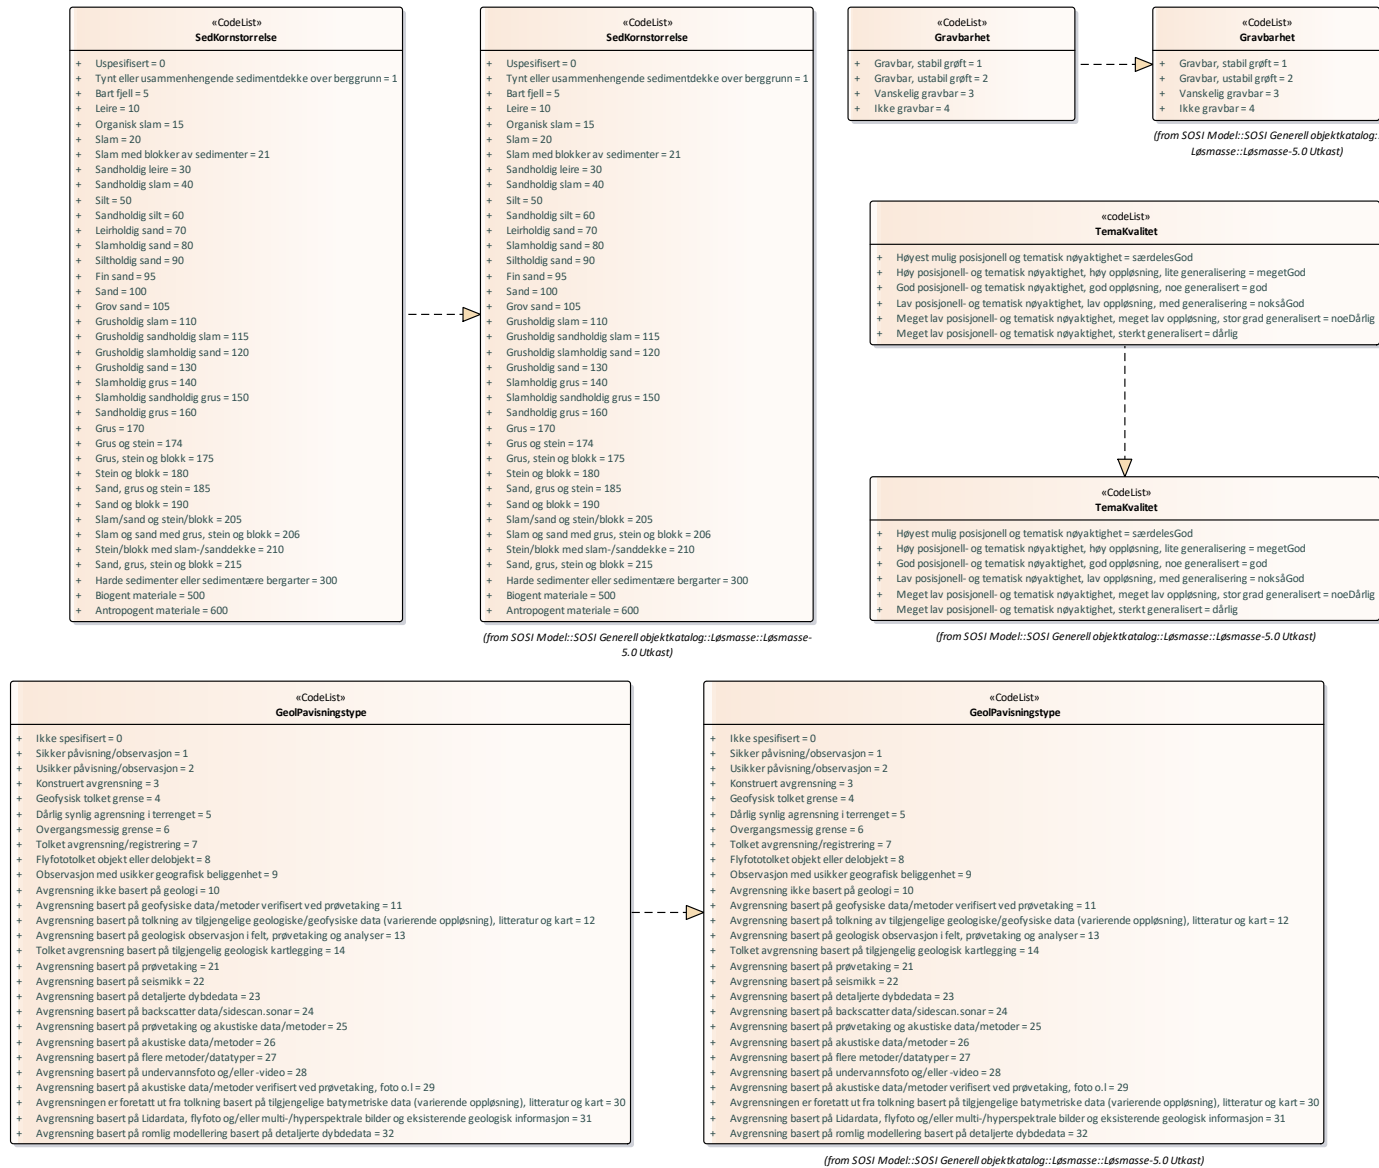 «CodeList»
SedKornstorrelse
+ Uspesifisert = 0
+ Tynt eller usammenhengende sedimentdekke over berggrunn = 1
+ Bart fjell = 5
+ Leire = 10
+ Organisk slam = 15
+ Slam = 20
+ Slam med blokker av sedimenter = 21
+ Sandholdig leire = 30
+ Sandholdig slam = 40
+ Silt = 50
+ Sandholdig silt = 60
+ Leirholdig sand = 70
+ Slamholdig sand = 80
+ Siltholdig sand = 90
+ Fin sand = 95
+ Sand = 100
+ Grov sand = 105
+ Grusholdig slam = 110
+ Grusholdig sandholdig slam = 115
+ Grusholdig slamholdig sand = 120
+ Grusholdig sand = 130
+ Slamholdig grus = 140
+ Slamholdig sandholdig grus = 150
+ Sandholdig grus = 160
+ Grus = 170
+ Grus og stein = 174
+ Grus, stein og blokk = 175
+ Stein og blokk = 180
+ Sand, grus og stein = 185
+ Sand og blokk = 190
+ Slam/sand og stein/blokk = 205
+ Slam og sand med grus, stein og blokk = 206
+ Stein/blokk med slam-/sanddekke = 210
+ Sand, grus, stein og blokk = 215
+ Harde sedimenter eller sedimentære bergarter = 300
+ Biogent materiale = 500
+ Antropogent materiale = 600
«CodeList»
SedKornstorrelse
+ Uspesifisert = 0
+ Tynt eller usammenhengende sedimentdekke over berggrunn = 1
+ Bart fjell = 5
+ Leire = 10
+ Organisk slam = 15
+ Slam = 20
+ Slam med blokker av sedimenter = 21
+ Sandholdig leire = 30
+ Sandholdig slam = 40
+ Silt = 50
+ Sandholdig silt = 60
+ Leirholdig sand = 70
+ Slamholdig sand = 80
+ Siltholdig sand = 90
+ Fin sand = 95
+ Sand = 100
+ Grov sand = 105
+ Grusholdig slam = 110
+ Grusholdig sandholdig slam = 115
+ Grusholdig slamholdig sand = 120
+ Grusholdig sand = 130
+ Slamholdig grus = 140
+ Slamholdig sandholdig grus = 150
+ Sandholdig grus = 160
+ Grus = 170
+ Grus og stein = 174
+ Grus, stein og blokk = 175
+ Stein og blokk = 180
+ Sand, grus og stein = 185
+ Sand og blokk = 190
+ Slam/sand og stein/blokk = 205
+ Slam og sand med grus, stein og blokk = 206
+ Stein/blokk med slam-/sanddekke = 210
+ Sand, grus, stein og blokk = 215
+ Harde sedimenter eller sedimentære bergarter = 300
+ Biogent materiale = 500
+ Antropogent materiale = 600
(from SOSI Model::SOSI Generell objektkatalog::Løsmasse::Løsmasse-
5.0 Utkast)
«CodeList»
Gravbarhet
+ Gravbar, stabil grøft = 1
+ Gravbar, ustabil grøft = 2
+ Vanskelig gravbar = 3
+ Ikke gravbar = 4
«CodeList»
Gravbarhet
+ Gravbar, stabil grøft = 1
+ Gravbar, ustabil grøft = 2
+ Vanskelig gravbar = 3
+ Ikke gravbar = 4
(from SOSI Model::SOSI Generell objektkatalog::
Løsmasse::Løsmasse-5.0 Utkast)
«codeList»
TemaKvalitet
+ Høyest mulig posisjonell og tematisk nøyaktighet = særdelesGod
+ Høy posisjonell- og tematisk nøyaktighet, høy oppløsning, lite generalisering = megetGod
+ God posisjonell- og tematisk nøyaktighet, god oppløsning, noe generalisert = god
+ Lav posisjonell- og tematisk nøyaktighet, lav oppløsning, med generalisering = noksåGod
+ Meget lav posisjonell- og tematisk nøyaktighet, meget lav oppløsning, stor grad generalisert = noeDårlig
+ Meget lav posisjonell- og tematisk nøyaktighet, sterkt generalisert = dårlig
«CodeList»
TemaKvalitet
+ Høyest mulig posisjonell og tematisk nøyaktighet = særdelesGod
+ Høy posisjonell- og tematisk nøyaktighet, høy oppløsning, lite generalisering = megetGod
+ God posisjonell- og tematisk nøyaktighet, god oppløsning, noe generalisert = god
+ Lav posisjonell- og tematisk nøyaktighet, lav oppløsning, med generalisering = noksåGod
+ Meget lav posisjonell- og tematisk nøyaktighet, meget lav oppløsning, stor grad generalisert = noeDårlig
+ Meget lav posisjonell- og tematisk nøyaktighet, sterkt generalisert = dårlig
(from SOSI Model::SOSI Generell objektkatalog::Løsmasse::Løsmasse-5.0 Utkast)
«CodeList»
GeolPavisningstype
+ Ikke spesifisert = 0
+ Sikker påvisning/observasjon = 1
+ Usikker påvisning/observasjon = 2
+ Konstruert avgrensning = 3
+ Geofysisk tolket grense = 4
+ Dårlig synlig agrensning i terrenget = 5
+ Overgangsmessig grense = 6
+ Tolket avgrensning/registrering = 7
+ Flyfototolket objekt eller delobjekt = 8
+ Observasjon med usikker geografisk beliggenhet = 9
+ Avgrensning ikke basert på geologi = 10
+ Avgrensning basert på geofysiske data/metoder verifisert ved prøvetaking = 11
+ Avgrensning basert på tolkning av tilgjengelige geologiske/geofysiske data (varierende oppløsning), litteratur og kart = 12
+ Avgrensning basert på geologisk observasjon i felt, prøvetaking og analyser = 13
+ Tolket avgrensning basert på tilgjengelig geologisk kartlegging = 14
+ Avgrensning basert på prøvetaking = 21
+ Avgrensning basert på seismikk = 22
+ Avgrensning basert på detaljerte dybdedata = 23
+ Avgrensning basert på backscatter data/sidescan.sonar = 24
+ Avgrensning basert på prøvetaking og akustiske data/metoder = 25
+ Avgrensning basert på akustiske data/metoder = 26
+ Avgrensning basert på flere metoder/datatyper = 27
+ Avgrensning basert på undervannsfoto og/eller -video = 28
+ Avgrensning basert på akustiske data/metoder verifisert ved prøvetaking, foto o.l = 29
+ Avgrensningen er foretatt ut fra tolkning basert på tilgjengelige batymetriske data (varierende oppløsning), litteratur og kart = 30
+ Avgrensning basert på Lidardata, flyfoto og/eller multi-/hyperspektrale bilder og eksisterende geologisk informasjon = 31
+ Avgrensning basert på romlig modellering basert på detaljerte dybdedata = 32
«CodeList»
GeolPavisningstype
+ Ikke spesifisert = 0
+ Sikker påvisning/observasjon = 1
+ Usikker påvisning/observasjon = 2
+ Konstruert avgrensning = 3
+ Geofysisk tolket grense = 4
+ Dårlig synlig agrensning i terrenget = 5
+ Overgangsmessig grense = 6
+ Tolket avgrensning/registrering = 7
+ Flyfototolket objekt eller delobjekt = 8
+ Observasjon med usikker geografisk beliggenhet = 9
+ Avgrensning ikke basert på geologi = 10
+ Avgrensning basert på geofysiske data/metoder verifisert ved prøvetaking = 11
+ Avgrensning basert på tolkning av tilgjengelige geologiske/geofysiske data (varierende oppløsning), litteratur og kart = 12
+ Avgrensning basert på geologisk observasjon i felt, prøvetaking og analyser = 13
+ Tolket avgrensning basert på tilgjengelig geologisk kartlegging = 14
+ Avgrensning basert på prøvetaking = 21
+ Avgrensning basert på seismikk = 22
+ Avgrensning basert på detaljerte dybdedata = 23
+ Avgrensning basert på backscatter data/sidescan.sonar = 24
+ Avgrensning basert på prøvetaking og akustiske data/metoder = 25
+ Avgrensning basert på akustiske data/metoder = 26
+ Avgrensning basert på flere metoder/datatyper = 27
+ Avgrensning basert på undervannsfoto og/eller -video = 28
+ Avgrensning basert på akustiske data/metoder verifisert ved prøvetaking, foto o.l = 29
+ Avgrensningen er foretatt ut fra tolkning basert på tilgjengelige batymetriske data (varierende oppløsning), litteratur og kart = 30
+ Avgrensning basert på Lidardata, flyfoto og/eller multi-/hyperspektrale bilder og eksisterende geologisk informasjon = 31
+ Avgrensning basert på romlig modellering basert på detaljerte dybdedata = 32
(from SOSI Model::SOSI Generell objektkatalog::Løsmasse::Løsmasse-5.0 Utkast)